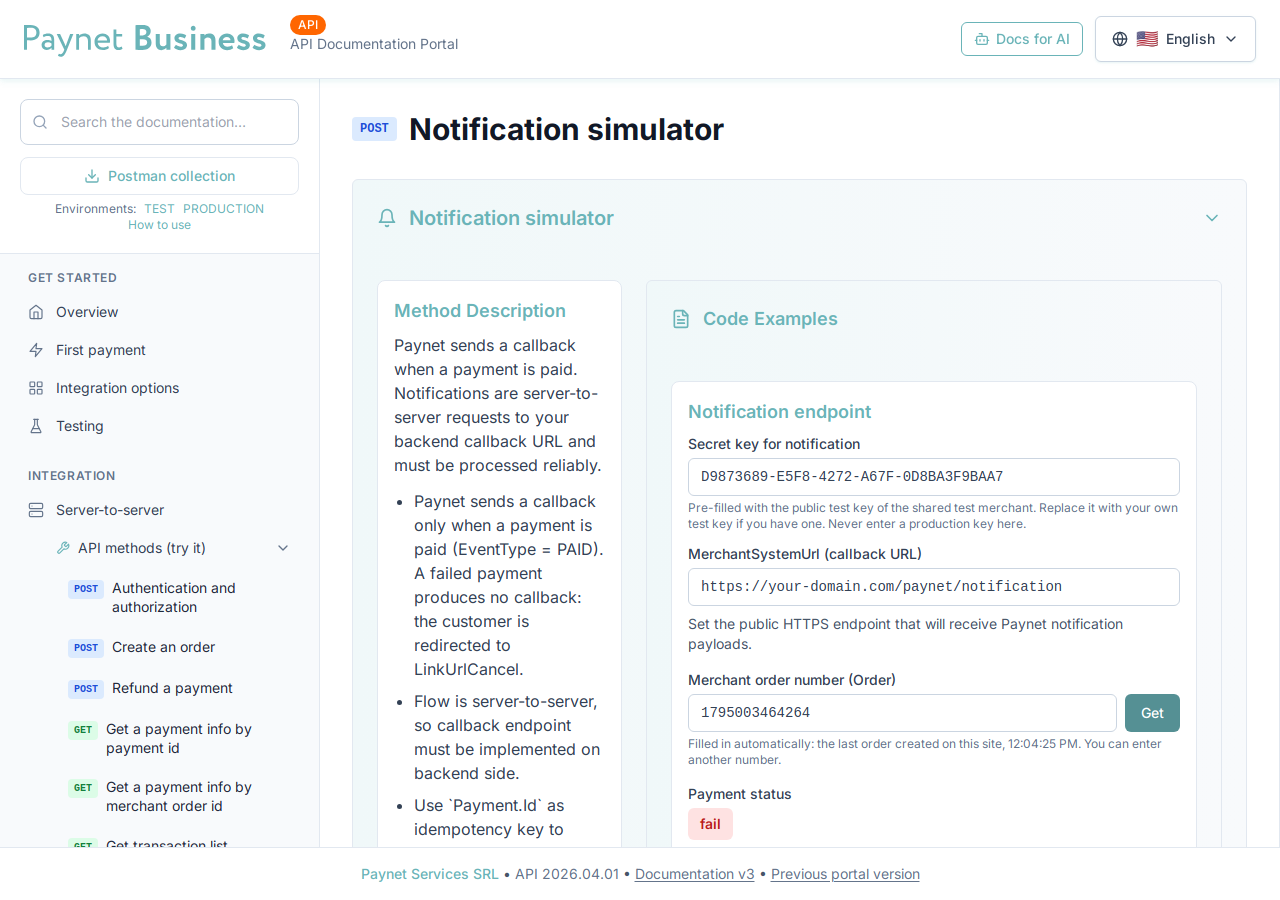 Paynet Business
API
API Documentation Portal
Docs for AI
English
Search the documentation...
Postman collection
Environments: TEST PRODUCTION
How to use
GET STARTED
Overview
First payment
Integration options
Testing
INTEGRATION
Server-to-server
API methods (try it)
POST Authentication and
authorization
POST Create an order
POST Refund a payment
GET Get a payment info by
payment id
GET Get a payment info by
merchant order id
GET Get transaction list
POST Notification simulator
Notification simulator
Method Description
Paynet sends a callback
when a payment is paid.
Notifications are server-to-
server requests to your
backend callback URL and
must be processed reliably.
• Paynet sends a callback
only when a payment is
paid (EventType = PAID).
A failed payment
produces no callback:
the customer is
redirected to
LinkUrlCancel.
• Flow is server-to-server,
so callback endpoint
must be implemented on
backend side.
• Use `Payment.Id` as
idempotency key to
Code Examples
Notification endpoint
Secret key for notification
D9873689-E5F8-4272-A67F-0D8BA3F9BAA7
Pre-filled with the public test key of the shared test merchant. Replace it with your own
test key if you have one. Never enter a production key here.
MerchantSystemUrl (callback URL)
https://your-domain.com/paynet/notification
Set the public HTTPS endpoint that will receive Paynet notification
payloads.
Merchant order number (Order)
1795003464264
Get
Filled in automatically: the last order created on this site, 12:04:25 PM. You can enter
another number.
Payment status
fail
Paynet Services SRL • API 2026.04.01 • Documentation v3 • Previous portal version